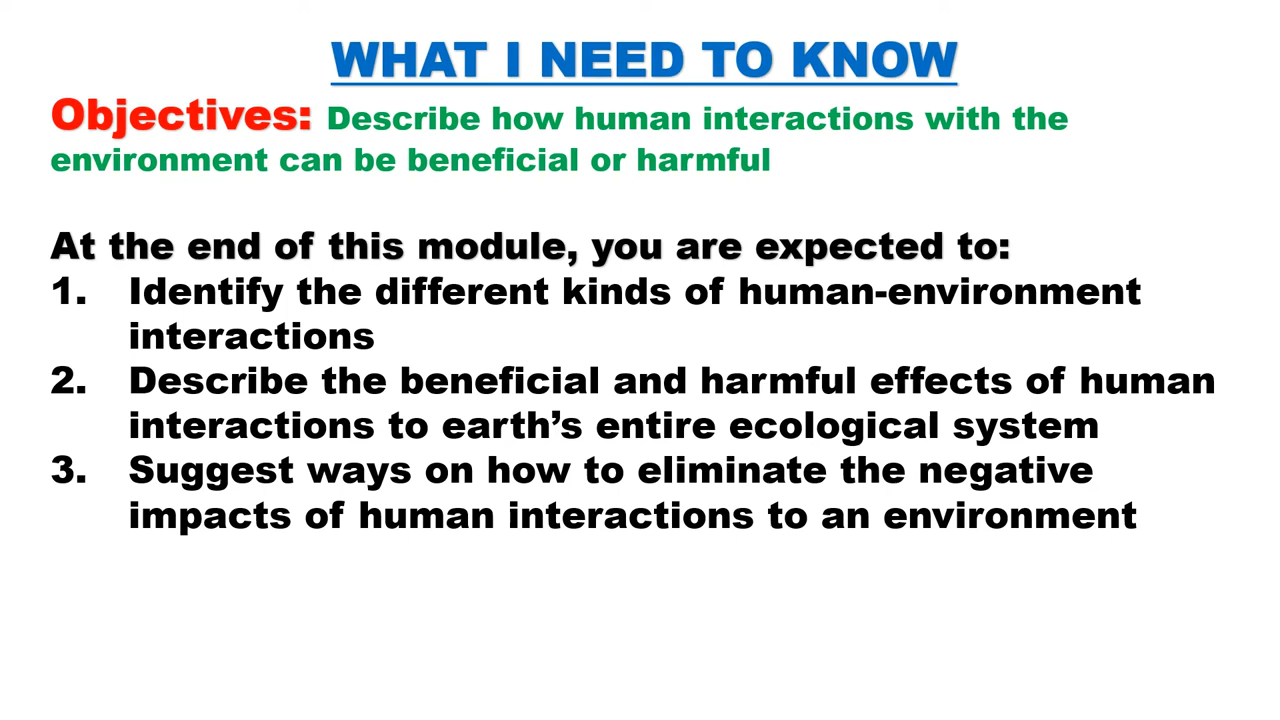 WHAT I NEED TO KNOW
Objectives: Describe how human interactions with the
environment can be beneficial or harmful
At the end of this module, you are expected to:
1. Identify the different kinds of human-environment
interactions
2. Describe the beneficial and harmful effects of human
interactions to earth’s entire ecological system
3. Suggest ways on how to eliminate the negative
impacts of human interactions to an environment